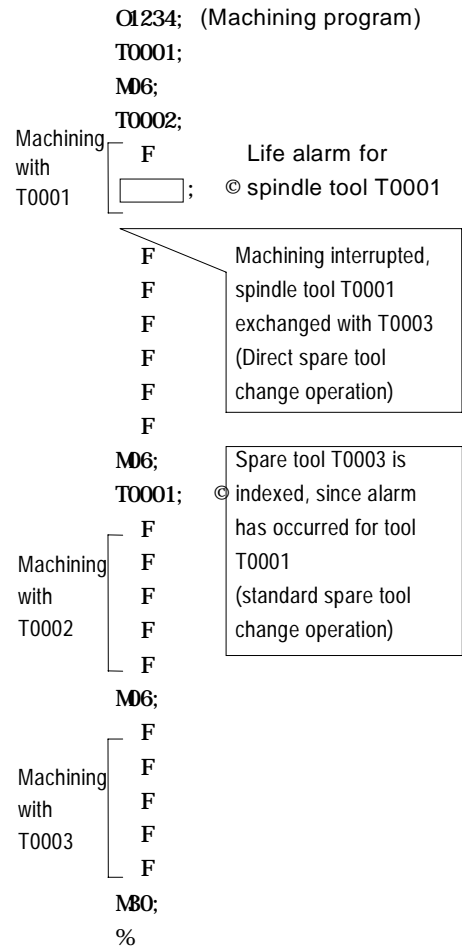 O1234; (Machining program)
T0001;
M06;
T0002;
Machining with T0001
F
Life alarm for
; © spindle tool T0001
F
F
F
F
F
F
Machining interrupted,
spindle tool T0001
exchanged with T0003
(Direct spare tool
change operation)
M06;
T0001; ©
Spare tool T0003 is
indexed, since alarm
has occurred for tool
T0001
(standard spare tool
change operation)
Machining
with
T0002
F
F
F
F
F
M06;
Machining
with
T0003
F
F
F
F
F
M30;
%